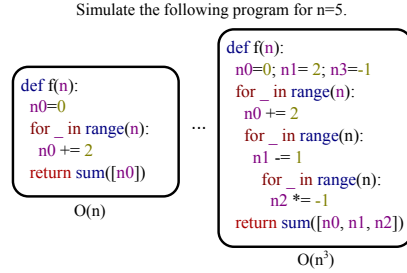 Simulate the following program for n=5.
def f(n):
n0=0
for _ in range(n):
n0 += 2
return sum([n0])
O(n)
...
def f(n):
n0=0; n1= 2; n3=-1
for _ in range(n):
n0 += 2
for _ in range(n):
n1 -= 1
for _ in range(n):
n2 *= -1
return sum([n0, n1, n2])
O(n³)